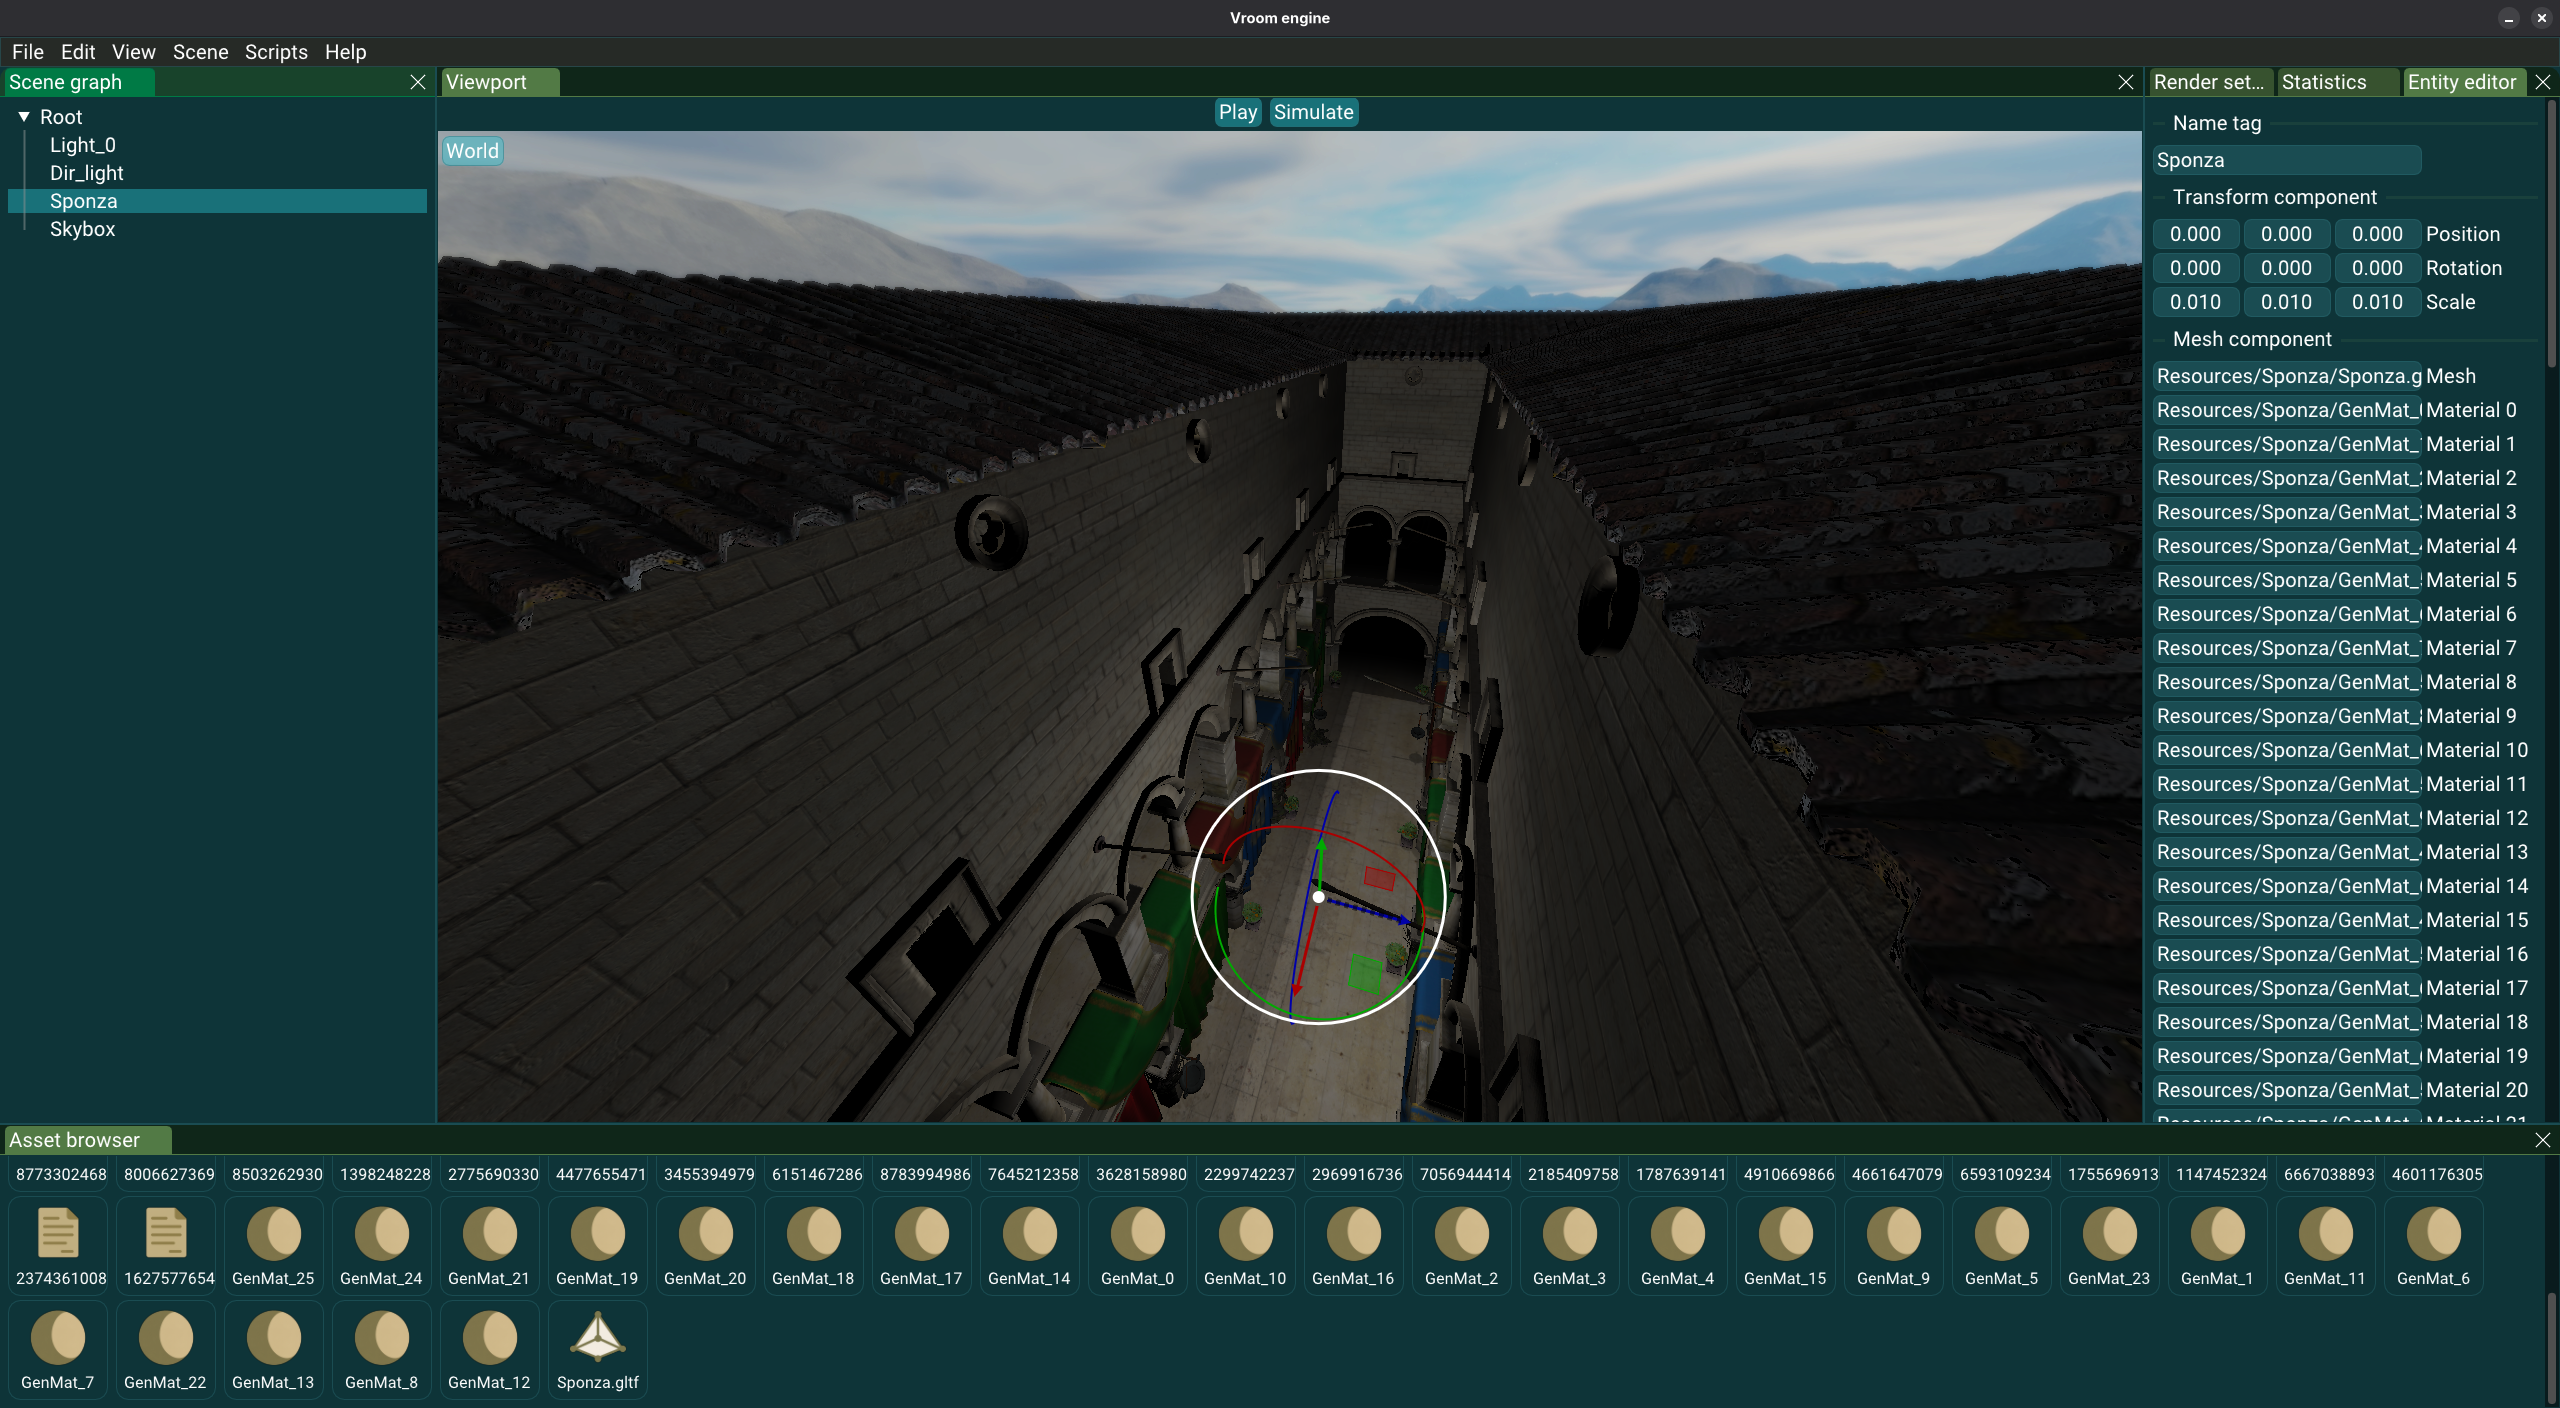 Vroom engine
File Edit View Scene Scripts Help
Scene graph
Root
Light_0
Dir_light
Sponza
Skybox
Viewport
Play Simulate
World
Render set... Statistics Entity editor
Name tag
Sponza
Transform component
0.000 0.000 0.000 Position
0.000 0.000 0.000 Rotation
0.010 0.010 0.010 Scale
Mesh component
Resources/Sponza/Sponza.g Mesh
Resources/Sponza/GenMat_ Material 0
Resources/Sponza/GenMat_ Material 1
Resources/Sponza/GenMat_ Material 2
Resources/Sponza/GenMat_ Material 3
Resources/Sponza/GenMat_ Material 4
Resources/Sponza/GenMat_ Material 5
Resources/Sponza/GenMat_ Material 6
Resources/Sponza/GenMat_ Material 7
Resources/Sponza/GenMat_ Material 8
Resources/Sponza/GenMat_ Material 9
Resources/Sponza/GenMat_ Material 10
Resources/Sponza/GenMat_ Material 11
Resources/Sponza/GenMat_ Material 12
Resources/Sponza/GenMat_ Material 13
Resources/Sponza/GenMat_ Material 14
Resources/Sponza/GenMat_ Material 15
Resources/Sponza/GenMat_ Material 16
Resources/Sponza/GenMat_ Material 17
Resources/Sponza/GenMat_ Material 18
Resources/Sponza/GenMat_ Material 19
Resources/Sponza/GenMat_ Material 20
Asset browser
8773302468 8006627369 8503262930 1398248228 2775690330 4477655471 3455394979 6151467286 8783994986 7645212358 3628158980 2299742237 2969916736 7056944414 2185409758 1787639141 4910669866 4661647079 6593109234 1755696913 1147452324 6667038893 4601176305
2374361008 1627577654 GenMat_25 GenMat_24 GenMat_21 GenMat_19 GenMat_20 GenMat_18 GenMat_17 GenMat_14 GenMat_0 GenMat_10 GenMat_16 GenMat_2 GenMat_3 GenMat_4 GenMat_15 GenMat_9 GenMat_5 GenMat_23 GenMat_1 GenMat_11 GenMat_6
GenMat_7 GenMat_22 GenMat_13 GenMat_8 GenMat_12 Sponza.gltf